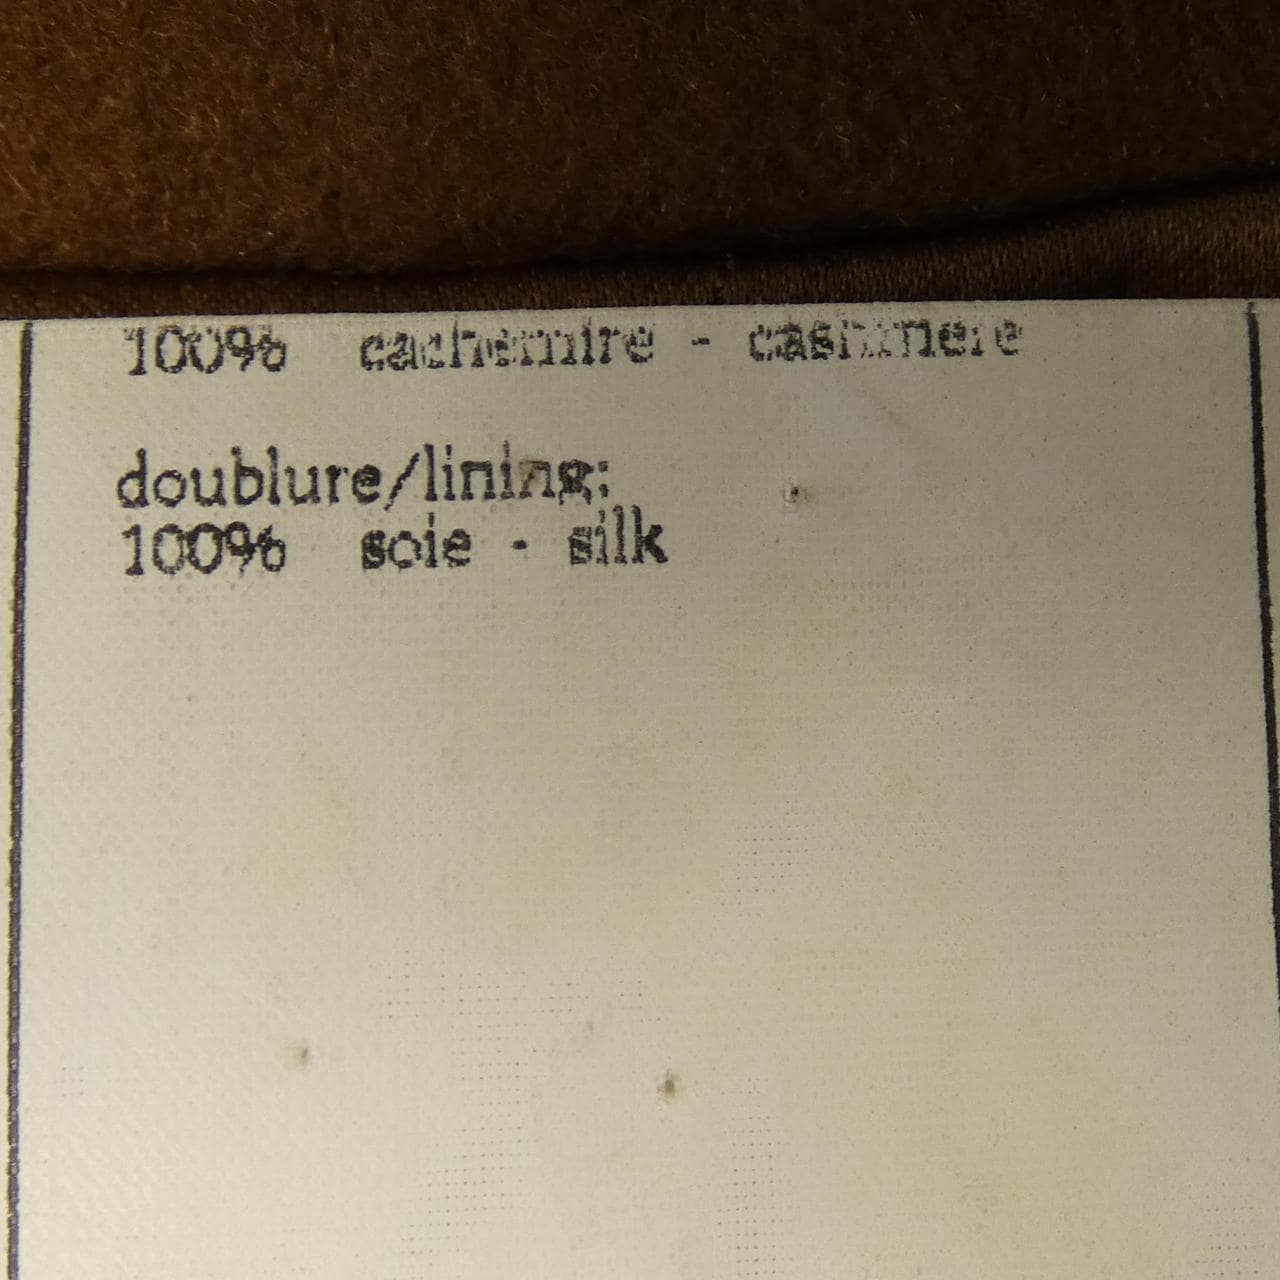 100% cachemire - cashmere
doublure/lining:
100% soie - silk